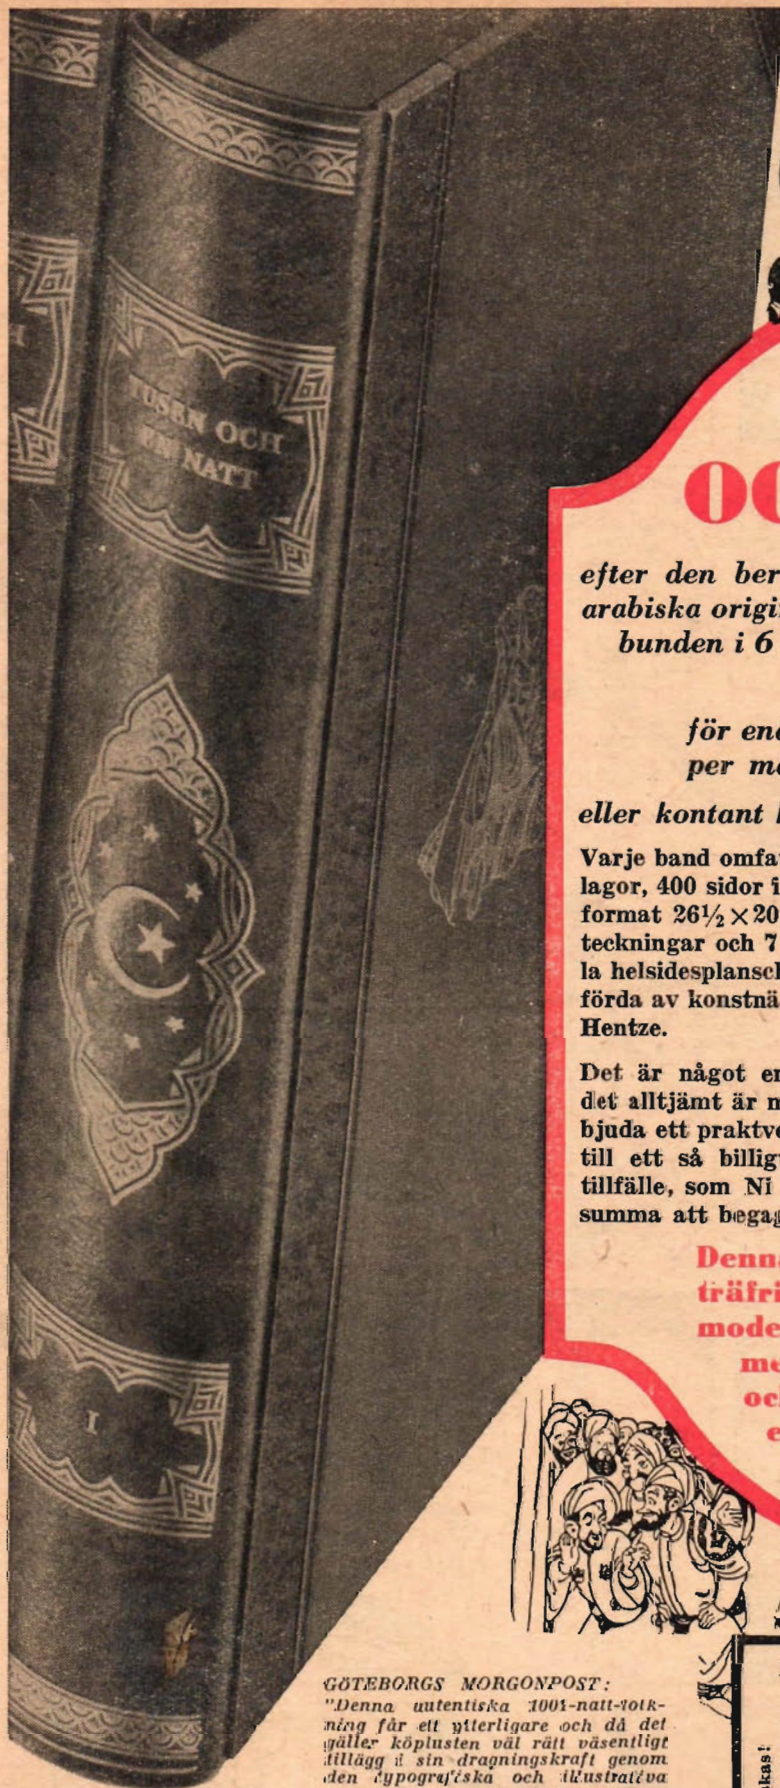 TUSEN OCH
EN NATT
I
efter den ber
arabiska origi
bunden i 6
för en
per m
eller kontant
Varje band omfa
lagor, 400 sidor i
format 26½×20
teckningar och 7
la helsidesplansc
förda av konstnä
Hentze.
Det är något en
det alltjämt är m
bjuda ett praktve
till ett så billig
tillfälle, som Ni
summa att begag
Denna
träfri
mode
me
oc
e
GÖTEBORGS MORGONPOST:
"Denna autentiska 1001-natt-tolk-
ning får ett ytterligare och då det
gäller köplusten väl rätt väsentligt
tillägg i sin dragningskraft genom
den typografiska och illustrativa
kas!